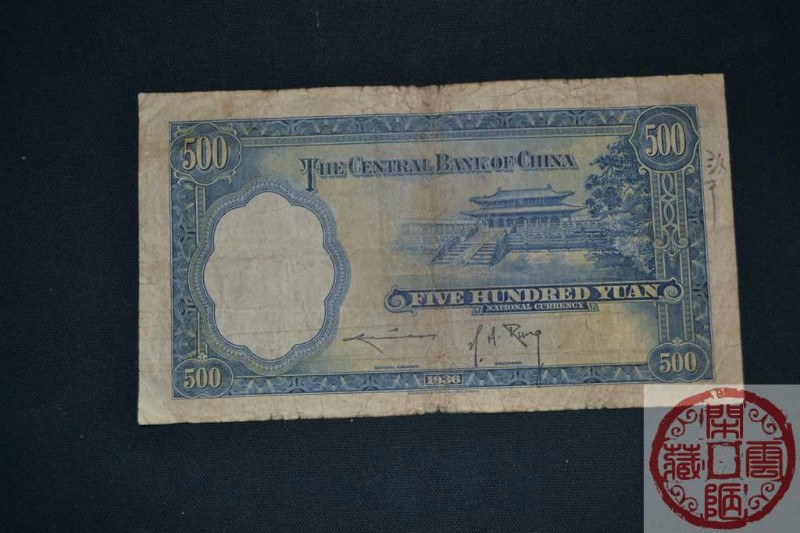 500
500
THE CENTRAL BANK OF CHINA
FIVE HUNDRED YUAN
NATIONAL CURRENCY
1936
500
500